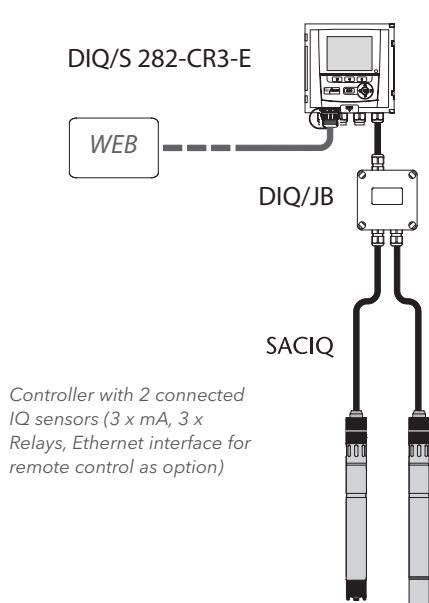 DIQ/S 282-CR3-E
WEB
DIQ/JB
SACIQ
Controller with 2 connected
IQ sensors (3 x mA, 3 x
Relays, Ethernet interface for
remote control as option)